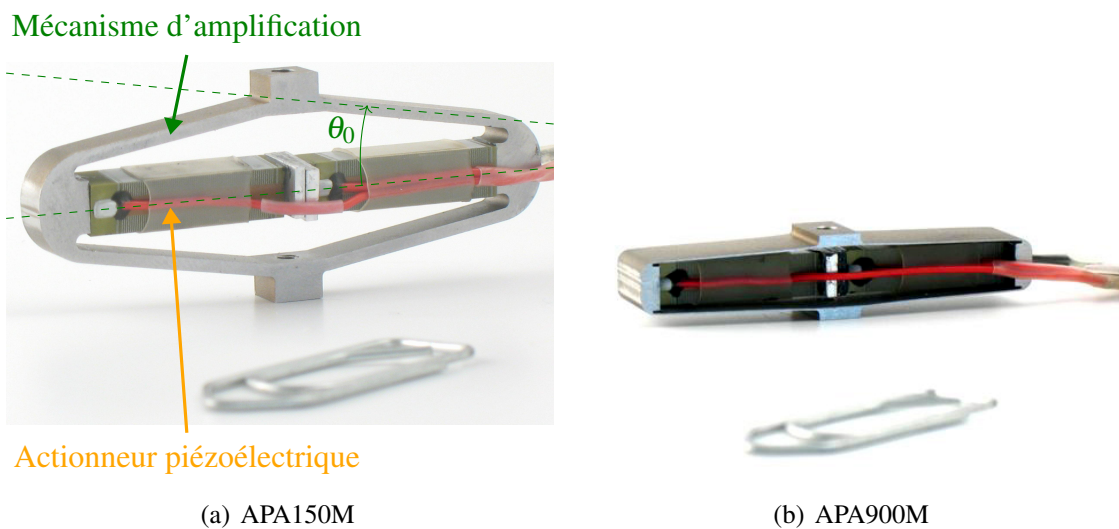 Mécanisme d'amplification
θ0
Actionneur piézoélectrique
(a) APA150M
(b) APA900M